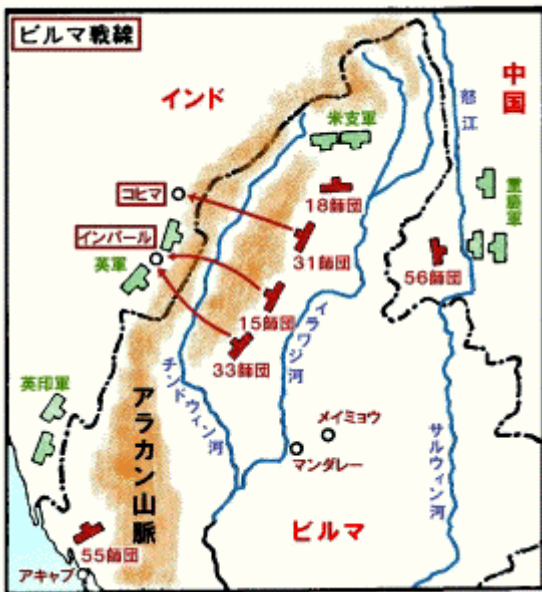 ビルマ戦線
中国
インド
怒江
米支軍
コヒマ
18師団
重慶軍
インパール
31師団
英軍
56師団
15師団
イラワジ河
33師団
チンドウィン河
英印軍
アラカン山脈
メイミョウ
マンダレー
サルウィン河
ビルマ
55師団
アキャブ